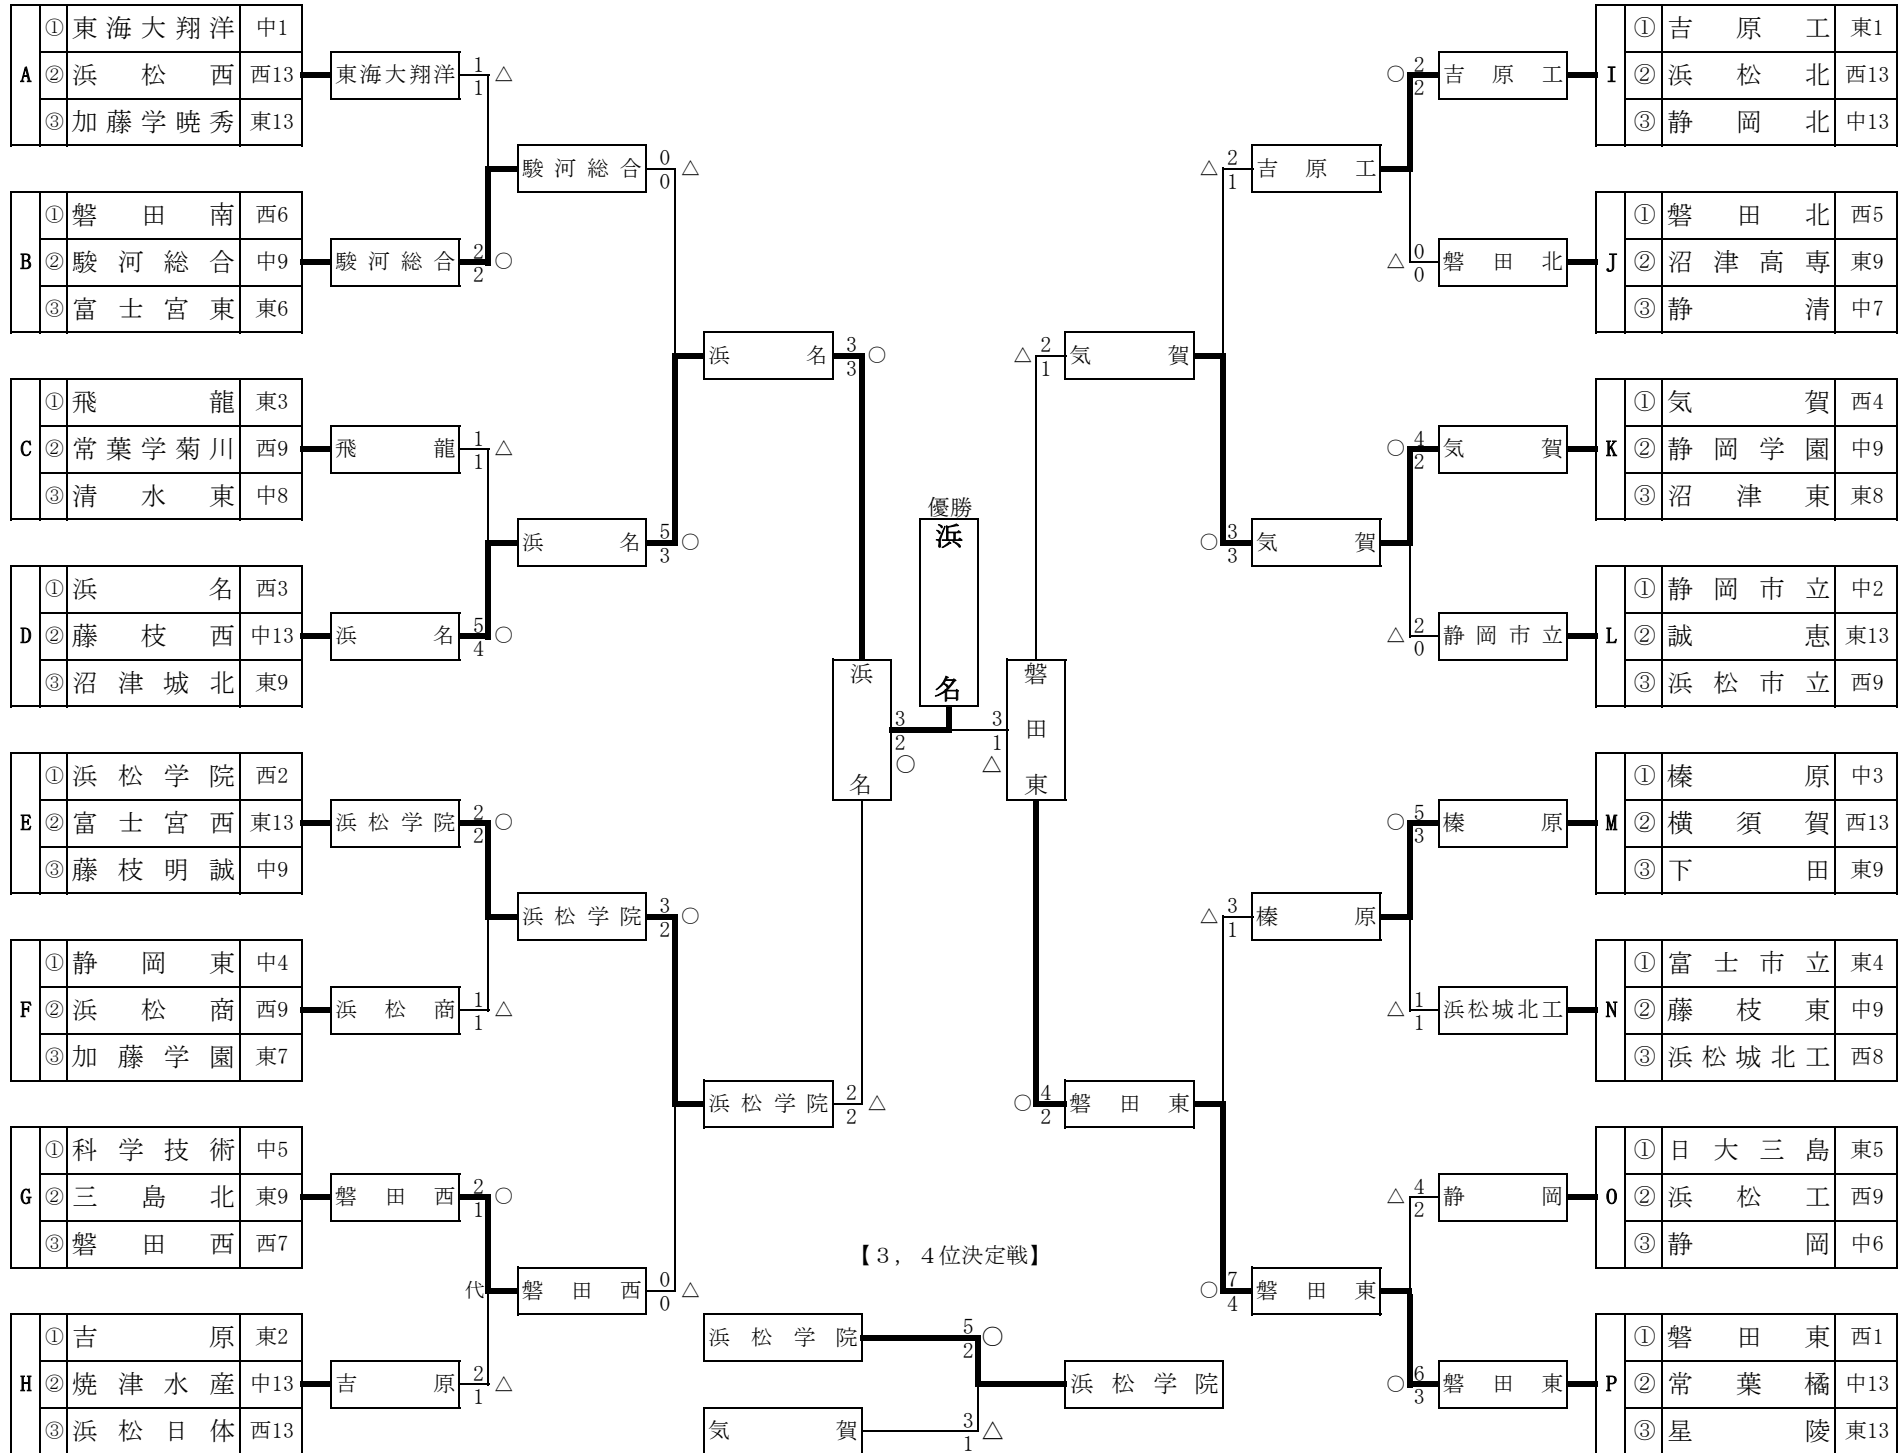 A
①東海大翔洋 中1
②浜松西 西13
③加藤学暁秀 東13
東海大翔洋 1 1 △
B
①磐田南 西6
②駿河総合 中9
③富士宮東 東6
駿河総合 2 2 ○
駿河総合 0 0 △
C
①飛龍 東3
②常葉学菊川 西9
③清水東 中8
飛龍 1 1 △
D
①浜名 西3
②藤枝西 中13
③沼津城北 東9
浜名 5 4 ○
浜名 5 3 ○
浜名 3 3 ○
E
①浜松学院 西2
②富士宮西 東13
③藤枝明誠 中9
浜松学院 2 2 ○
F
①静岡東 中4
②浜松商 西9
③加藤学園 東7
浜松商 1 1 △
浜松学院 3 2 ○
G
①科学技術 中5
②三島北 東9
③磐田西 西7
磐田西 2 1 ○
H
①吉原 東2
②焼津水産 中13
③浜松日体 西13
吉原 2 1 △
代
磐田西 0 0 △
浜松学院 2 2 △
浜名 3 2 ○
優勝
浜名
磐田東 3 1 △
I
①吉原工 東1
②浜松北 西13
③静岡北 中13
○ 2 2 吉原工
J
①磐田北 西5
②沼津高専 東9
③静清 中7
△ 0 0 磐田北
△ 2 1 吉原工
K
①気賀 西4
②静岡学園 中9
③沼津東 東8
○ 4 2 気賀
L
①静岡市立 中2
②誠恵 東13
③浜松市立 西9
△ 2 0 静岡市立
○ 3 3 気賀
△ 2 1 気賀
M
①榛原 中3
②横須賀 西13
③下田 東9
○ 5 3 榛原
N
①富士市立 東4
②藤枝東 中9
③浜松城北工 西8
△ 1 1 浜松城北工
△ 3 1 榛原
O
①日大三島 東5
②浜松工 西9
③静岡 中6
△ 4 2 静岡
P
①磐田東 西1
②常葉橘 中13
③星陵 東13
○ 6 3 磐田東
○ 7 4 磐田東
○ 4 2 磐田東
【3，4位決定戦】
浜松学院 5 2 ○
気賀 3 1 △
浜松学院